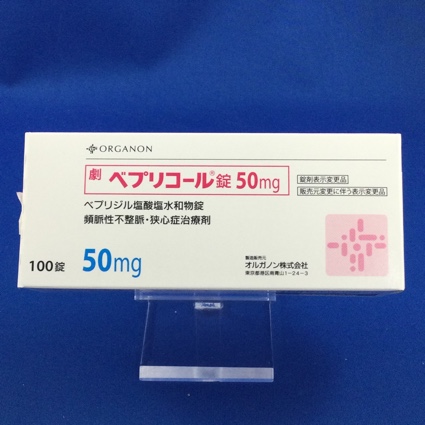 ORGANON
劇 ベプリコール®錠 50mg
錠剤表示変更品
販売元変更に伴う表示変更品
ベプリジル塩酸塩水和物錠
頻脈性不整脈・狭心症治療剤
100錠 50mg
製造販売元
オルガノン株式会社
東京都港区南青山1-24-3